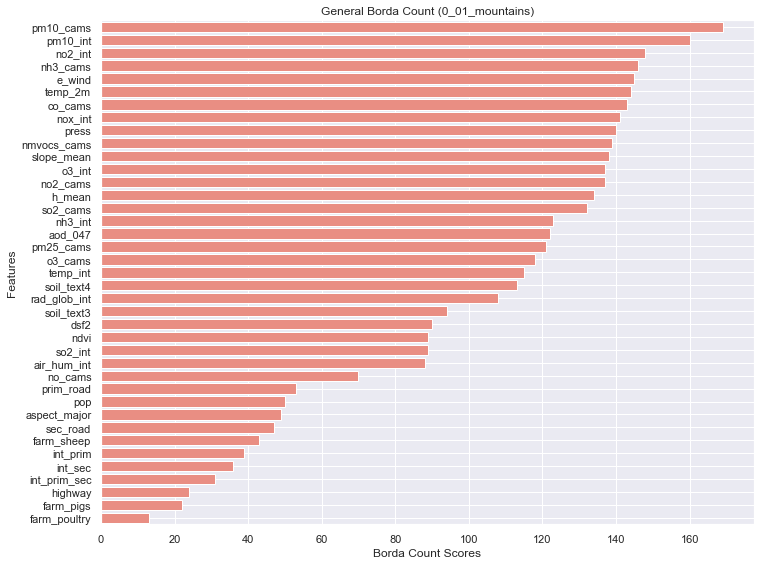 General Borda Count (0_01_mountains)
Features
pm10_cams
pm10_int
no2_int
nh3_cams
e_wind
temp_2m
co_cams
nox_int
press
nmvocs_cams
slope_mean
o3_int
no2_cams
h_mean
so2_cams
nh3_int
aod_047
pm25_cams
o3_cams
temp_int
soil_text4
rad_glob_int
soil_text3
dsf2
ndvi
so2_int
air_hum_int
no_cams
prim_road
pop
aspect_major
sec_road
farm_sheep
int_prim
int_sec
int_prim_sec
highway
farm_pigs
farm_poultry
0 20 40 60 80 100 120 140 160
Borda Count Scores